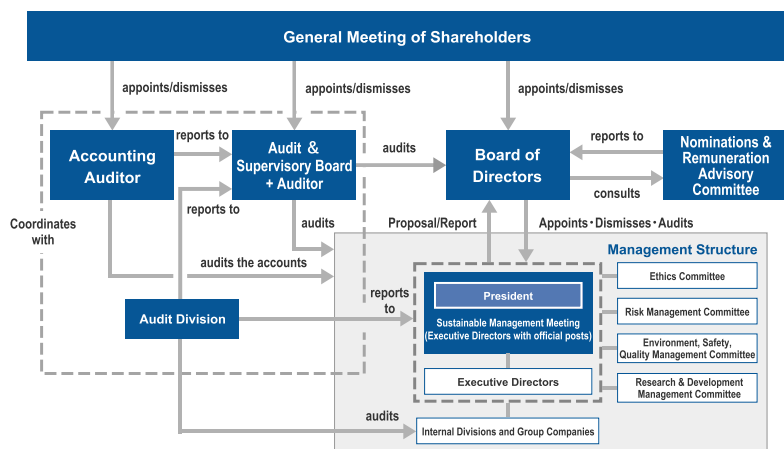 General Meeting of Shareholders
appoints/dismisses
appoints/dismisses
appoints/dismisses
Accounting
Auditor
reports to
Audit &
Supervisory Board
+ Auditor
audits
Board of
Directors
reports to
consults
Nominations &
Remuneration
Advisory
Committee
reports to
Coordinates
with
audits
audits the accounts
Proposal/Report
Appoints・Dismisses・Audits
Management Structure
Audit Division
reports
to
President
Sustainable Management Meeting
(Executive Directors with official posts)
Executive Directors
Ethics Committee
Risk Management Committee
Environment, Safety,
Quality Management Committee
Research & Development
Management Committee
audits
Internal Divisions and Group Companies